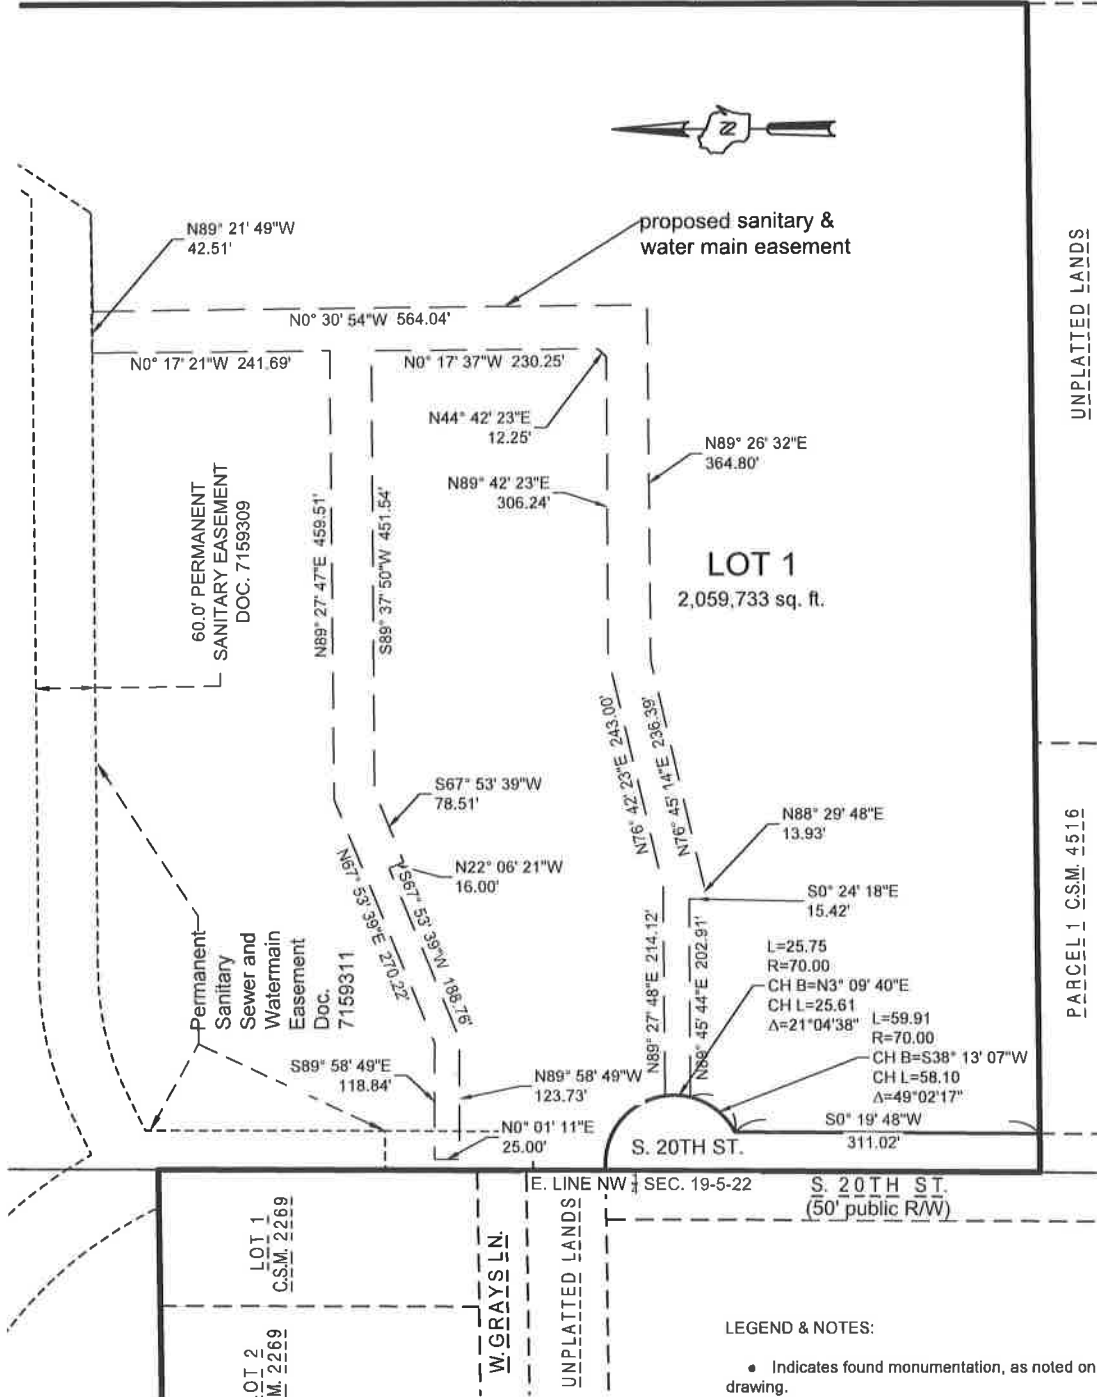 N
N89° 21' 49"W
42.51'
proposed sanitary &
water main easement
UNPLATTED LANDS
N0° 30' 54"W 564.04'
N0° 17' 21"W 241.69'
N0° 17' 37"W 230.25'
N44° 42' 23"E
12.25'
N89° 26' 32"E
364.80'
N89° 42' 23"E
306.24'
60.0' PERMANENT
SANITARY EASEMENT
DOC. 7159309
N89° 27' 47"E 459.51'
S89° 37' 50"W 451.54'
LOT 1
2,059,733 sq. ft.
N76° 42' 23"E 243.00'
N76° 45' 14"E 236.39'
S67° 53' 39"W
78.51'
N88° 29' 48"E
13.93'
N22° 06' 21"W
16.00'
S0° 24' 18"E
15.42'
N67° 53' 39"E 270.22'
S67° 53' 39"W 188.76'
PARCEL 1 C.S.M. 4516
Permanent
Sanitary
Sewer and
Watermain
Easement
Doc.
7159311
N89° 27' 48"E 214.12'
N88° 45' 44"E 202.91'
L=25.75
R=70.00
CH B=N3° 09' 40"E
CH L=25.61
Δ=21°04'38"
L=59.91
R=70.00
CH B=S38° 13' 07"W
CH L=58.10
Δ=49°02'17"
S89° 58' 49"E
118.84'
N89° 58' 49"W
123.73'
N0° 01' 11"E
25.00'
S0° 19' 48"W
311.02'
S. 20TH ST.
E. LINE NW 1/4 SEC. 19-5-22
S. 20TH ST.
(50' public R/W)
LOT 1
C.S.M. 2269
W. GRAYS LN.
UNPLATTED LANDS
OT 2
M. 2269
LEGEND & NOTES:
• Indicates found monumentation, as noted on
drawing.